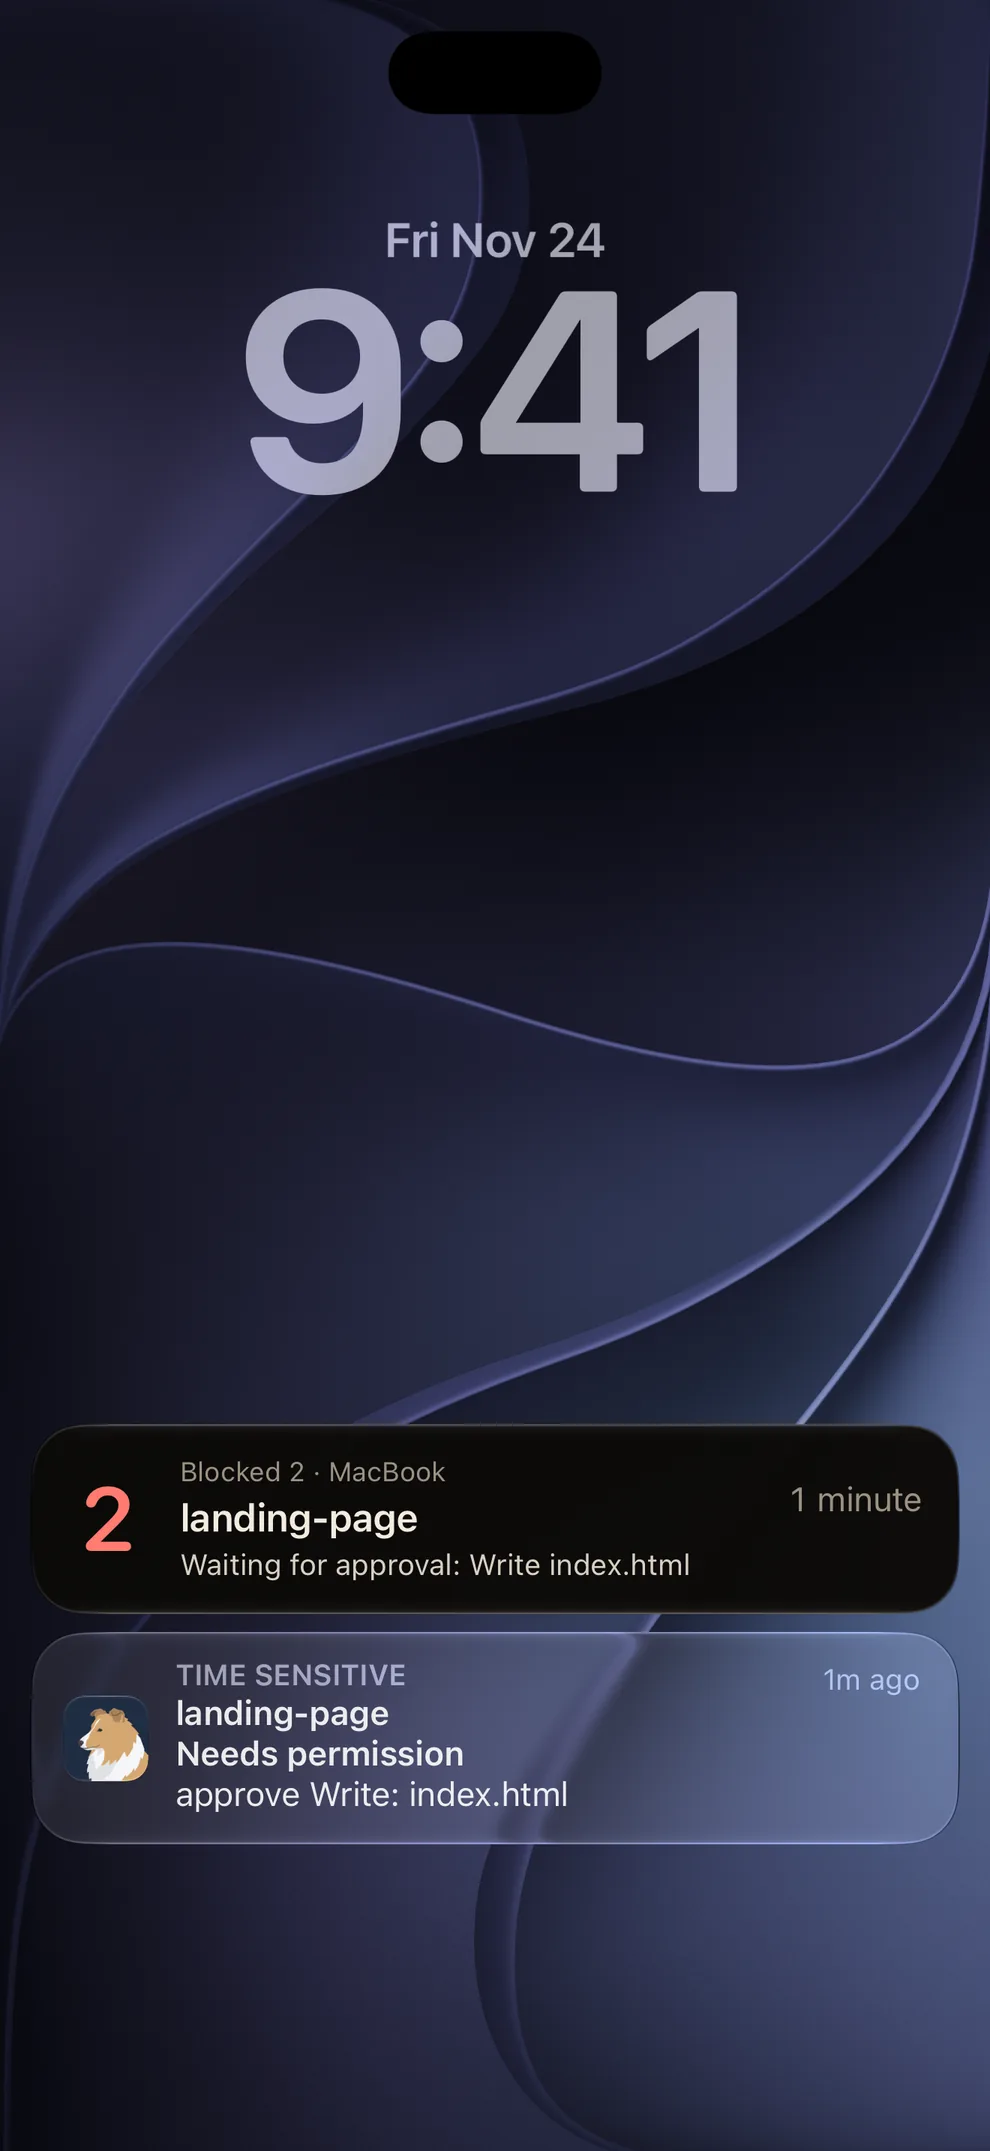 Fri Nov 24
9:41
Blocked 2 · MacBook
2
landing-page
1 minute
Waiting for approval: Write index.html
TIME SENSITIVE
1m ago
landing-page
Needs permission
approve Write: index.html